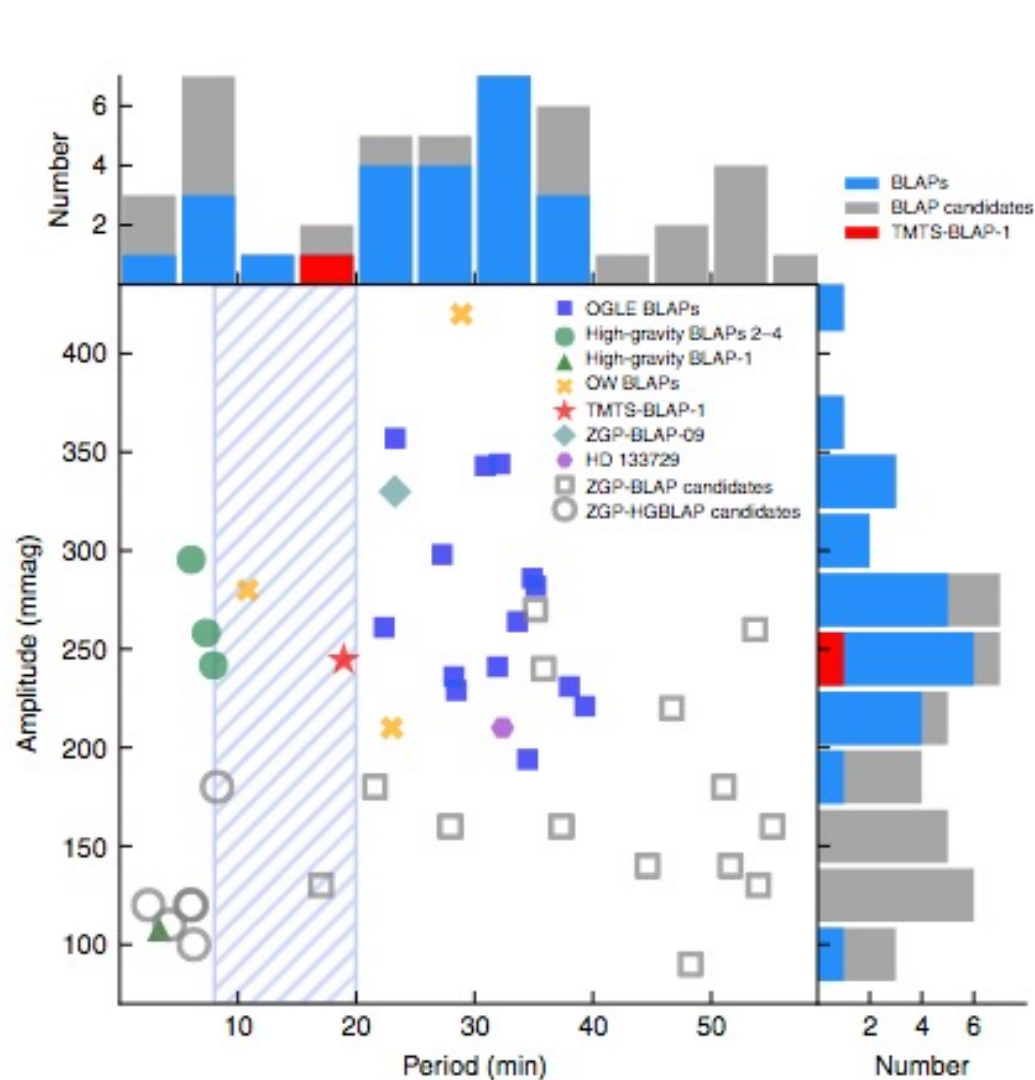 Number
6
4
2
BLAPs
BLAP candidates
TMTS-BLAP-1
OGLE BLAPs
High-gravity BLAPs 2–4
High-gravity BLAP-1
OW BLAPs
TMTS-BLAP-1
ZGP-BLAP-09
HD 133729
ZGP-BLAP candidates
ZGP-HGBLAP candidates
Amplitude (mmag)
400
350
300
250
200
150
100
10 20 30 40 50
Period (min)
2 4 6
Number